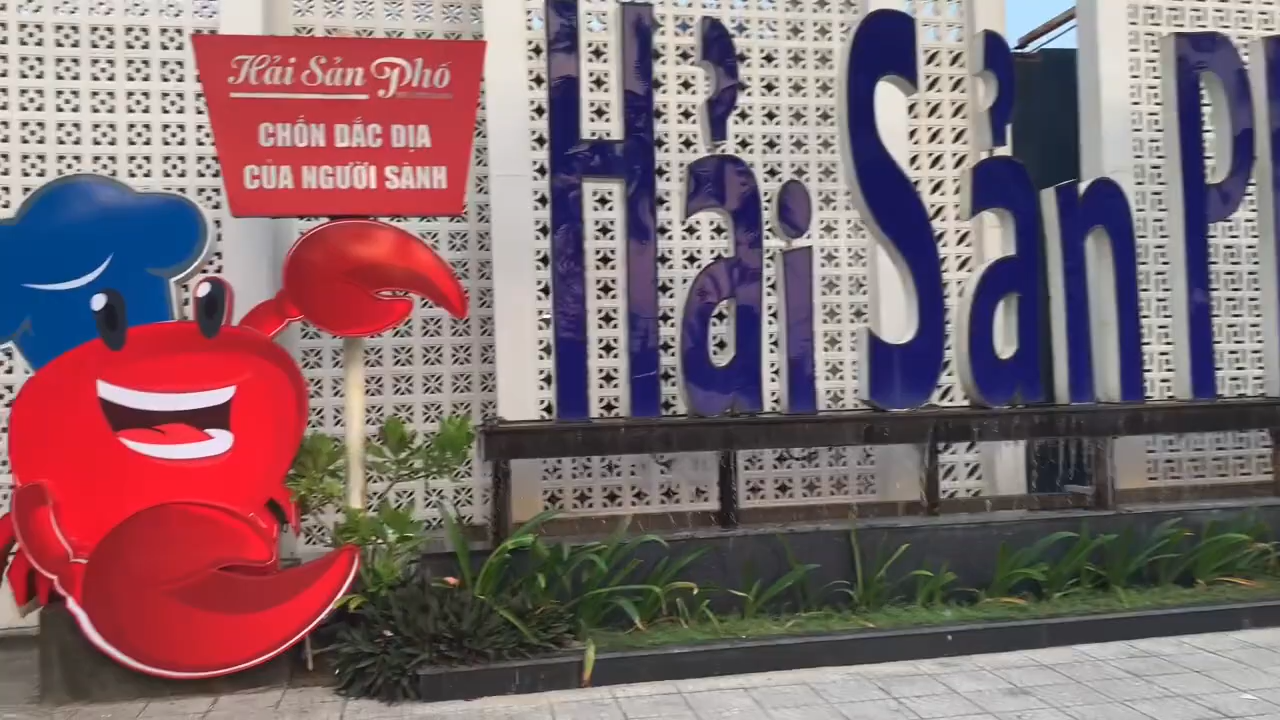 Hải Sản Phố
CHỐN ĐẮC ĐỊA
CỦA NGƯỜI SÀNH
Hải Sản P